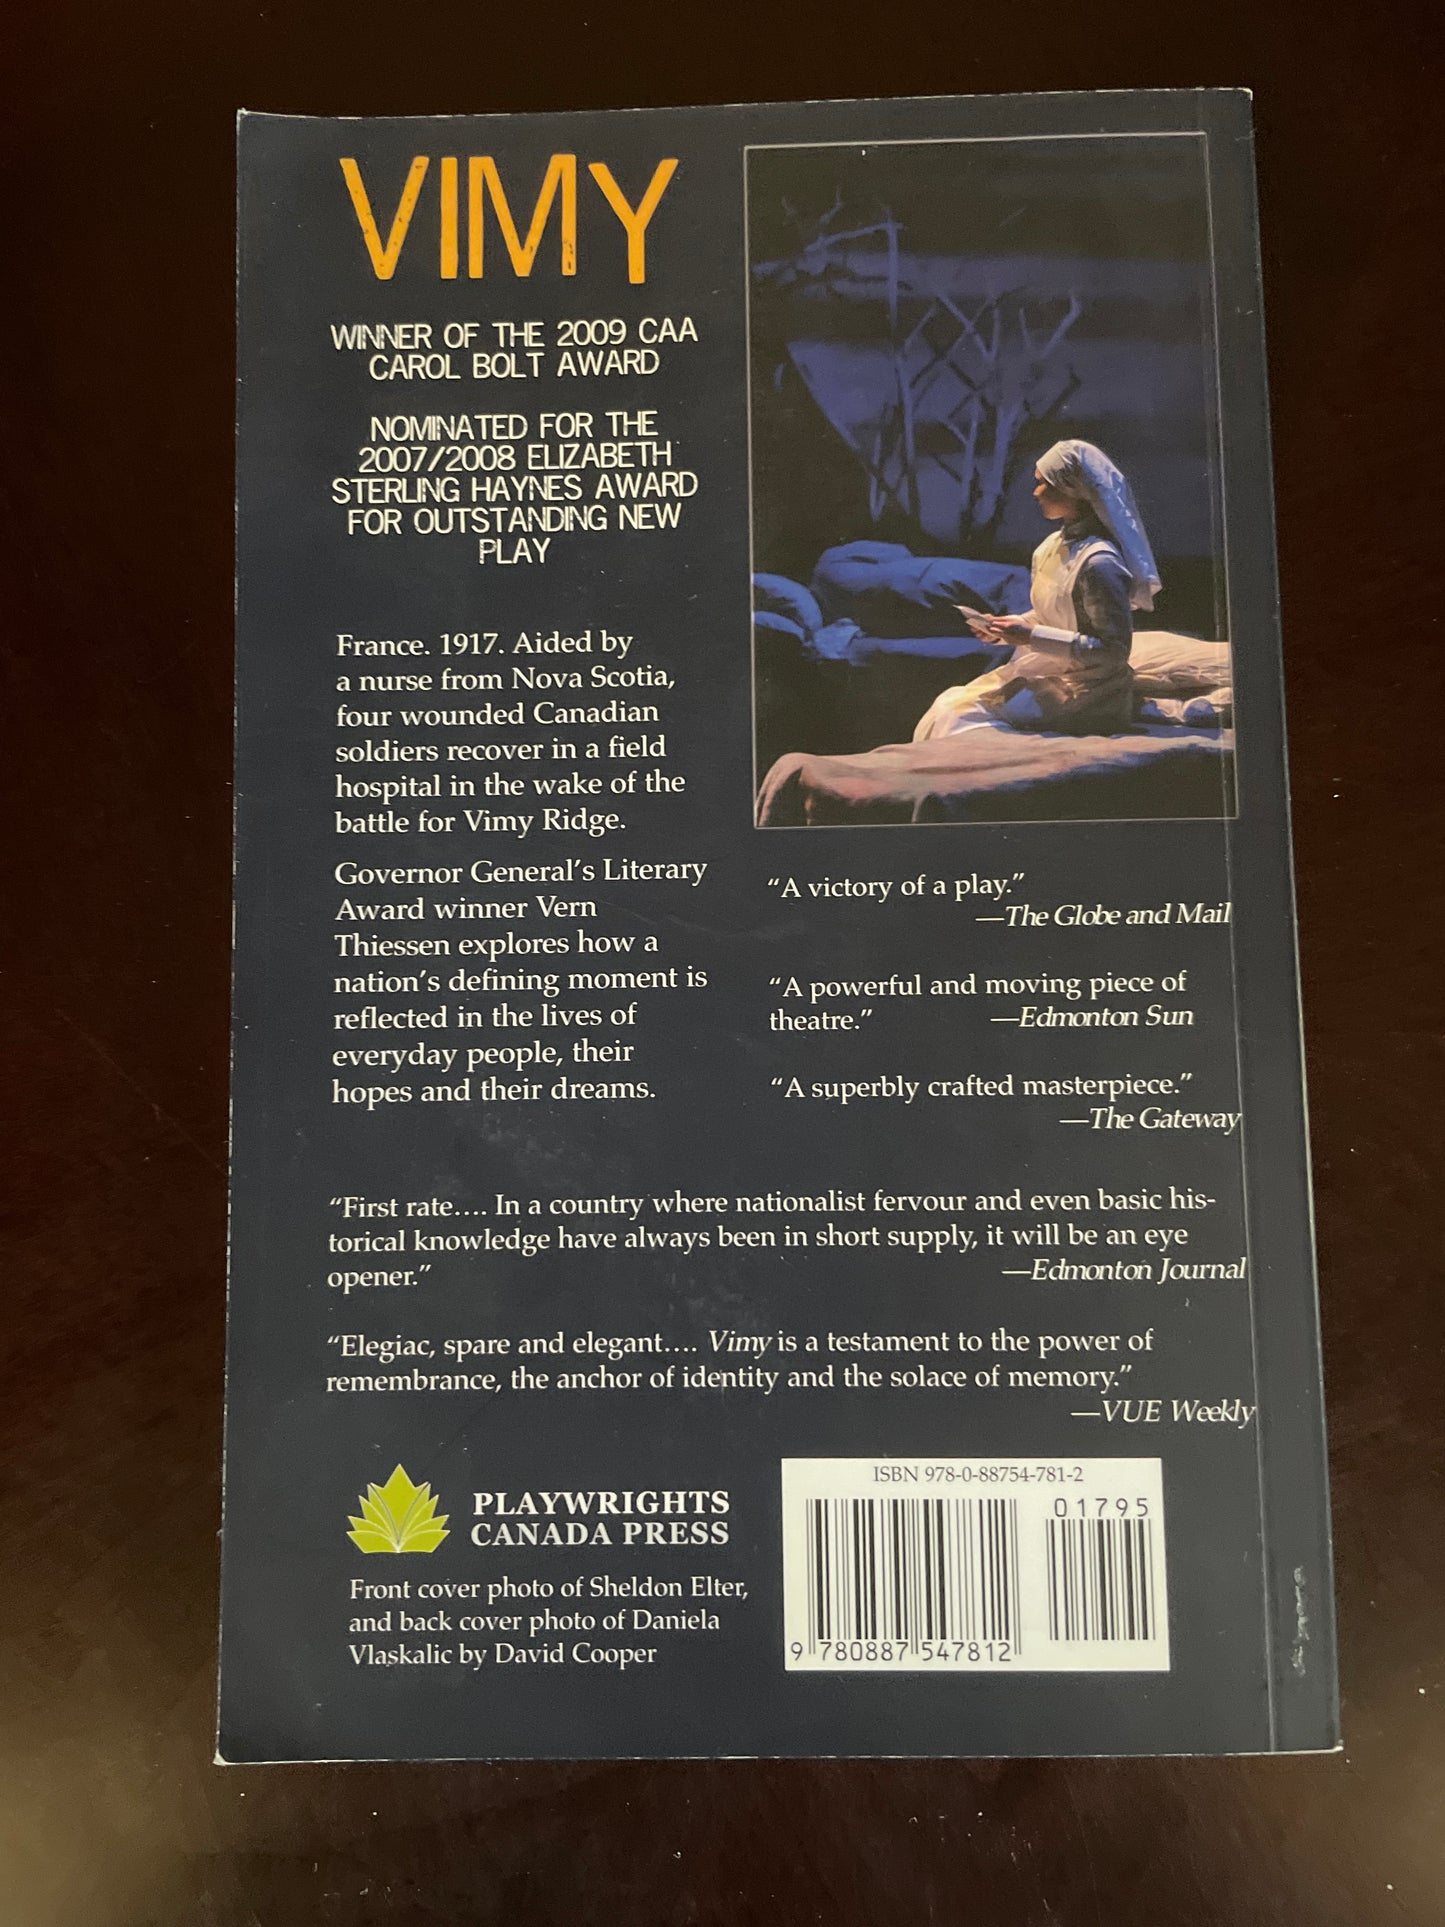 VIMY
WINNER OF THE 2009 CAA
CAROL BOLT AWARD
NOMINATED FOR THE
2007/2008 ELIZABETH
STERLING HAYNES AWARD
FOR OUTSTANDING NEW
PLAY
France. 1917. Aided by
a nurse from Nova Scotia,
four wounded Canadian
soldiers recover in a field
hospital in the wake of the
battle for Vimy Ridge.
Governor General's Literary
Award winner Vern
Thiessen explores how a
nation's defining moment is
reflected in the lives of
everyday people, their
hopes and their dreams.
“A victory of a play.”
—The Globe and Mail
“A powerful and moving piece of
theatre.” —Edmonton Sun
“A superbly crafted masterpiece.”
—The Gateway
“First rate.... In a country where nationalist fervour and even basic his-
torical knowledge have always been in short supply, it will be an eye
opener.” —Edmonton Journal
“Elegiac, spare and elegant.... Vimy is a testament to the power of
remembrance, the anchor of identity and the solace of memory.”
—VUE Weekly
PLAYWRIGHTS
CANADA PRESS
Front cover photo of Sheldon Elter,
and back cover photo of Daniela
Vlaskalic by David Cooper
ISBN 978-0-88754-781-2
01795
9 780887 547812